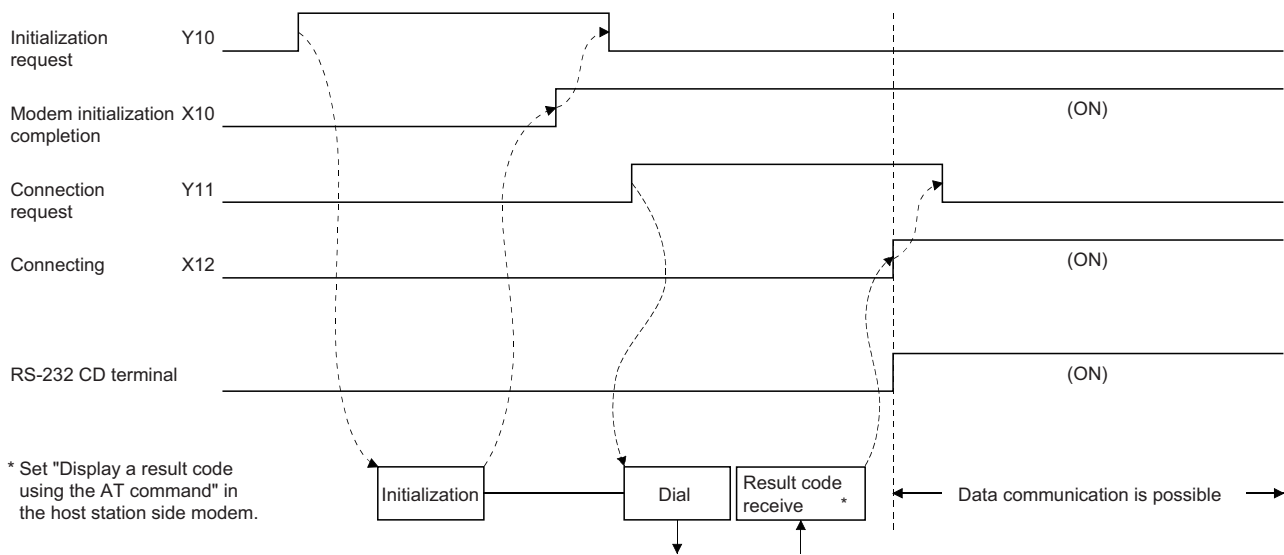 Initialization Y10
request
Modem initialization X10
completion
(ON)
Connection Y11
request
Connecting X12
(ON)
RS-232 CD terminal
(ON)
* Set "Display a result code
using the AT command" in
the host station side modem.
Initialization
Dial
Result code
receive *
Data communication is possible